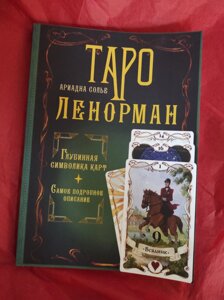 ТАРО
АРИАДНА СОЛЬЕ
ЛЕНОРМАН
ГЛУБИННАЯ
СИМВОЛИКА КАРТ
+
САМОЕ ПОДРОБНОЕ
ОПИСАНИЕ
Всадник